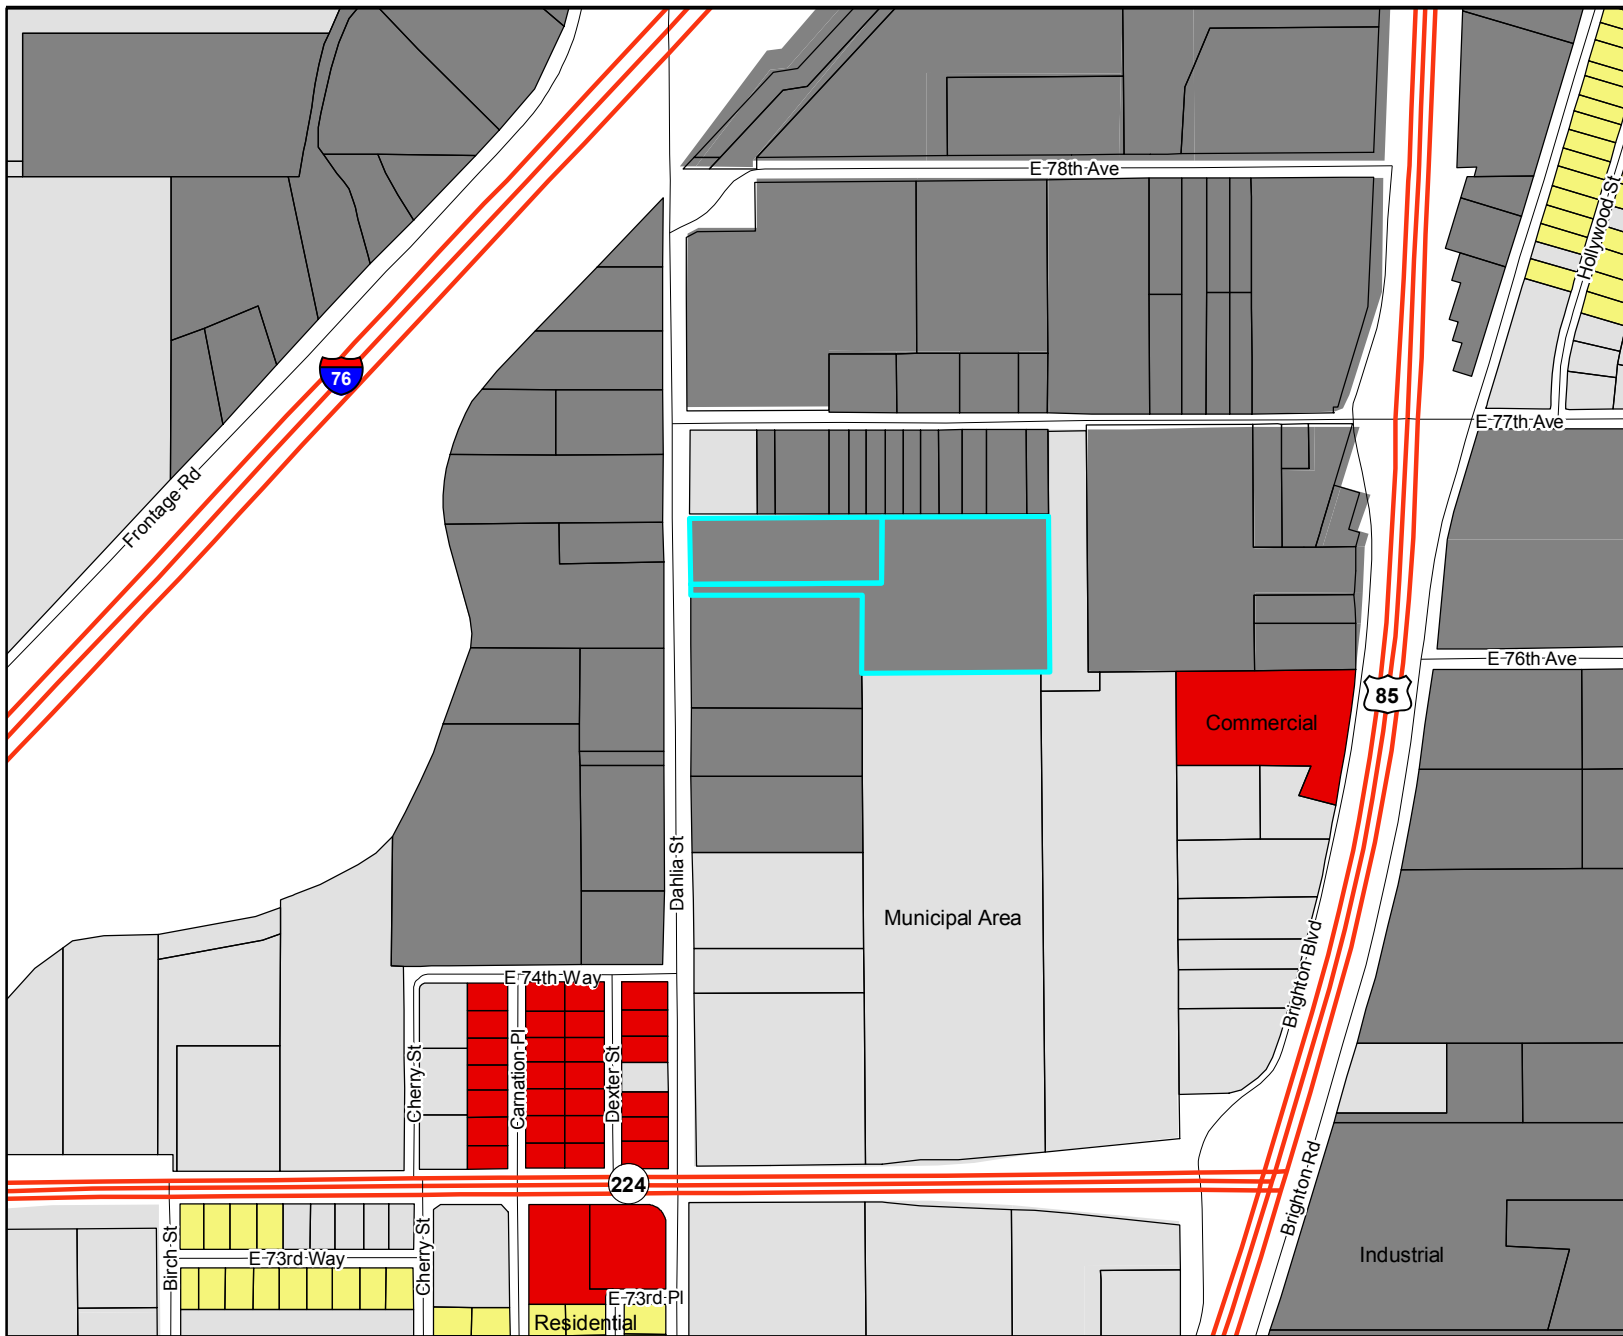 E 78th Ave
Hollywood St
76
E 77th Ave
Frontage Rd
E 76th Ave
85
Commercial
Dahlia St
Municipal Area
Brighton Blvd
E 74th Way
Cherry St
Carnation Pl
Dexter St
224
Brighton Rd
Birch St
E 73rd Way
Cherry St
Industrial
E 73rd Pl
Residential